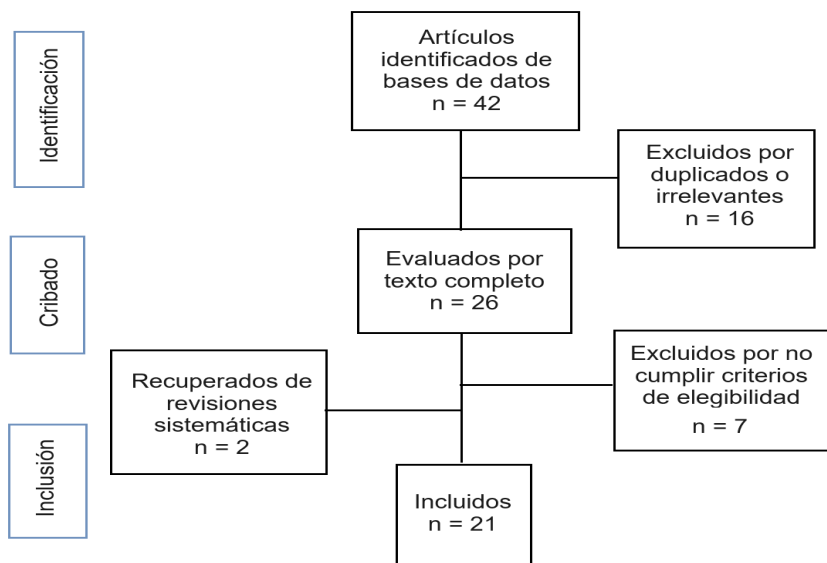 Identificación
Artículos
identificados de
bases de datos
n = 42
Excluidos por
duplicados o
irrelevantes
n = 16
Cribado
Evaluados por
texto completo
n = 26
Excluidos por no
cumplir criterios
de elegibilidad
n = 7
Recuperados de
revisiones
sistemáticas
n = 2
Inclusión
Incluidos
n = 21